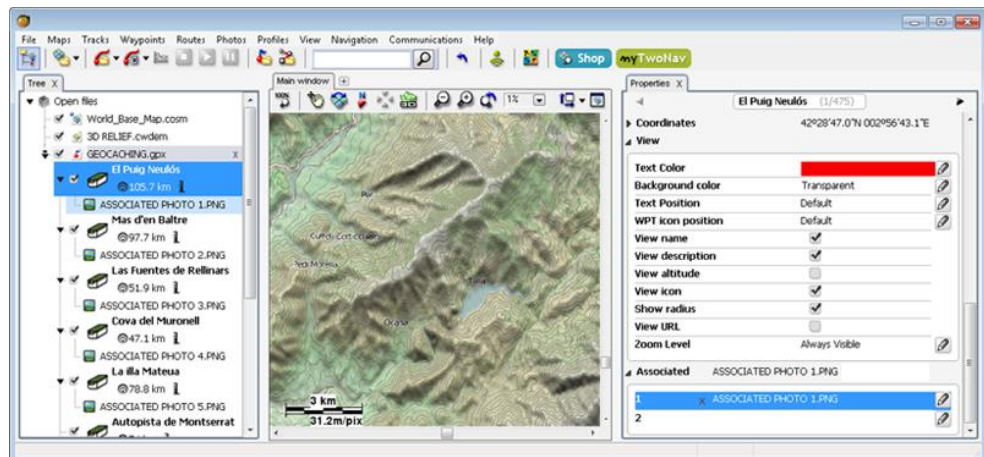 File Maps Tracks Waypoints Routes Photos Profiles View Navigation Communications Help
Shop
myTwoNav
Tree X
Open files
World_Base_Map.cosm
3D RELIEF.cwdem
GEOCACHING.gpx x
El Puig Neulós
105.7 km
ASSOCIATED PHOTO 1.PNG
Mas d'en Baltre
97.7 km
ASSOCIATED PHOTO 2.PNG
Las Fuentes de Rellinars
51.9 km
ASSOCIATED PHOTO 3.PNG
Cova del Muronell
47.1 km
ASSOCIATED PHOTO 4.PNG
La illa Mateua
78.8 km
ASSOCIATED PHOTO 5.PNG
Autopista de Montserrat
Main window
100%
1%
Ocaña
3 km
31.2m/pix
Properties X
El Puig Neulós (1/475)
Coordinates 42º28'47.0"N 002º56'43.1"E
View
Text Color
Background color Transparent
Text Position Default
WPT icon position Default
View name
View description
View altitude
View icon
Show radius
View URL
Zoom Level Always Visible
Associated ASSOCIATED PHOTO 1.PNG
1 x ASSOCIATED PHOTO 1.PNG
2